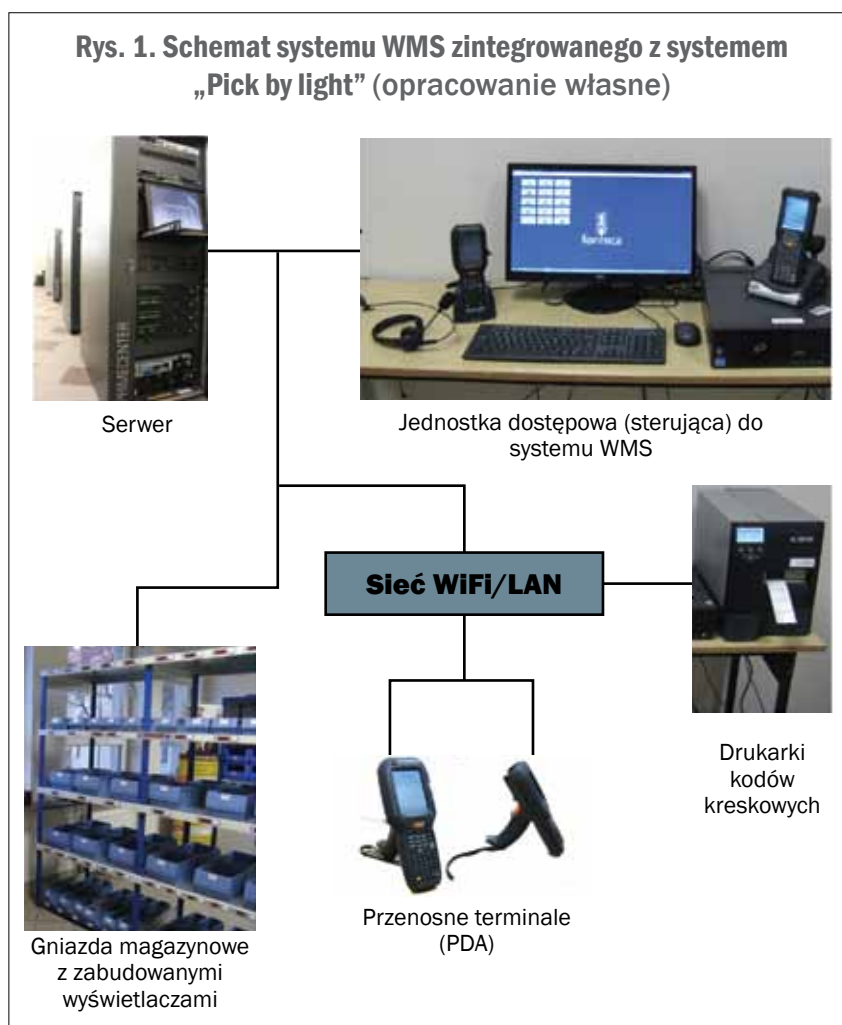 Rys. 1. Schemat systemu WMS zintegrowanego z systemem
„Pick by light” (opracowanie własne)
Serwer
Jednostka dostępowa (sterująca) do
systemu WMS
Sieć WiFi/LAN
Drukarki
kodów
kreskowych
Przenosne terminale
(PDA)
Gniazda magazynowe
z zabudowanymi
wyświetlaczami